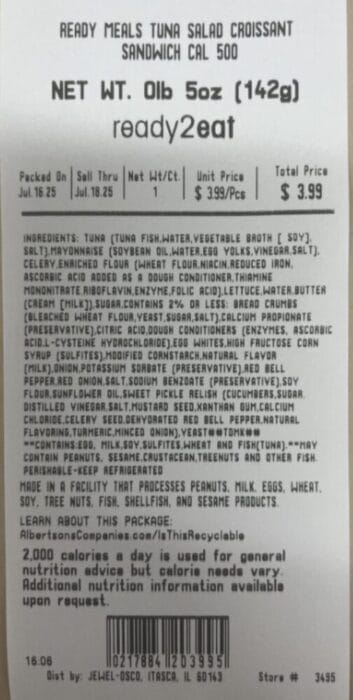 READY MEALS TUNA SALAD CROISSANT
SANDWICH CAL 500
NET WT. 0lb 5oz (142g)
ready2eat
Packed On Sell Thru Net Wt/Ct. Unit Price Total Price
Jul.16.25 Jul.18.25 1 $ 3.99/Pcs $ 3.99
INGREDIENTS: TUNA (TUNA FISH,WATER,VEGETABLE BROTH [ SOY],
SALT),MAYONNAISE (SOYBEAN OIL,WATER,EGG YOLKS,VINEGAR,SALT),
CELERY,ENRICHED FLOUR (WHEAT FLOUR,NIACIN,REDUCED IRON,
ASCORBIC ACID ADDED AS A DOUGH CONDITIONER,THIAMINE
MONONITRATE,RIBOFLAVIN,ENZYME,FOLIC ACID),LETTUCE,WATER,BUTTER
(CREAM [MILK]),SUGAR,CONTAINS 2% OR LESS: BREAD CRUMBS
(BLEACHED WHEAT FLOUR,YEAST,SUGAR,SALT),CALCIUM PROPIONATE
(PRESERVATIVE),CITRIC ACID,DOUGH CONDITIONERS (ENZYMES, ASCORBIC
ACID,L-CYSTEINE HYDROCHLORIDE),EGG WHITES,HIGH FRUCTOSE CORN
SYRUP (SULFITES),MODIFIED CORNSTARCH,NATURAL FLAVOR
(MILK),ONION,POTASSIUM SORBATE (PRESERVATIVE),RED BELL
PEPPER,RED ONION,SALT,SODIUM BENZOATE (PRESERVATIVE),SOY
FLOUR,SUNFLOWER OIL,SWEET PICKLE RELISH (CUCUMBERS,SUGAR,
DISTILLED VINEGAR,SALT,MUSTARD SEED,XANTHAN GUM,CALCIUM
CHLORIDE,CELERY SEED,DEHYDRATED RED BELL PEPPER,NATURAL
FLAVORING,TURMERIC,MINCED ONION),YEAST
**CONTAINS:EGG, MILK,SOY,SULFITES,WHEAT AND FISH(TUNA).**MAY
CONTAIN PEANUTS, SESAME,CRUSTACEAN,TREENUTS AND OTHER FISH.
PERISHABLE-KEEP REFRIGERATED
MADE IN A FACILITY THAT PROCESSES PEANUTS, MILK, EGGS, WHEAT,
SOY, TREE NUTS, FISH, SHELLFISH, AND SESAME PRODUCTS.
LEARN ABOUT THIS PACKAGE:
AlbertsonsCompanies.com/IsThisRecyclable
2,000 calories a day is used for general
nutrition advice but calorie needs vary.
Additional nutrition information available
upon request.
16:06 0217884 203995
Dist by: JEWEL-OSCO, ITASCA, IL 60143 Store # 3495